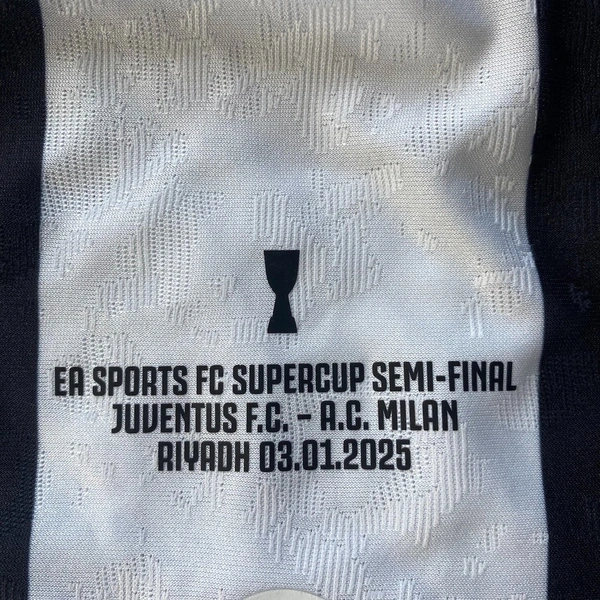 EA SPORTS FC SUPERCUP SEMI-FINAL
JUVENTUS F.C. - A.C. MILAN
RIYADH 03.01.2025